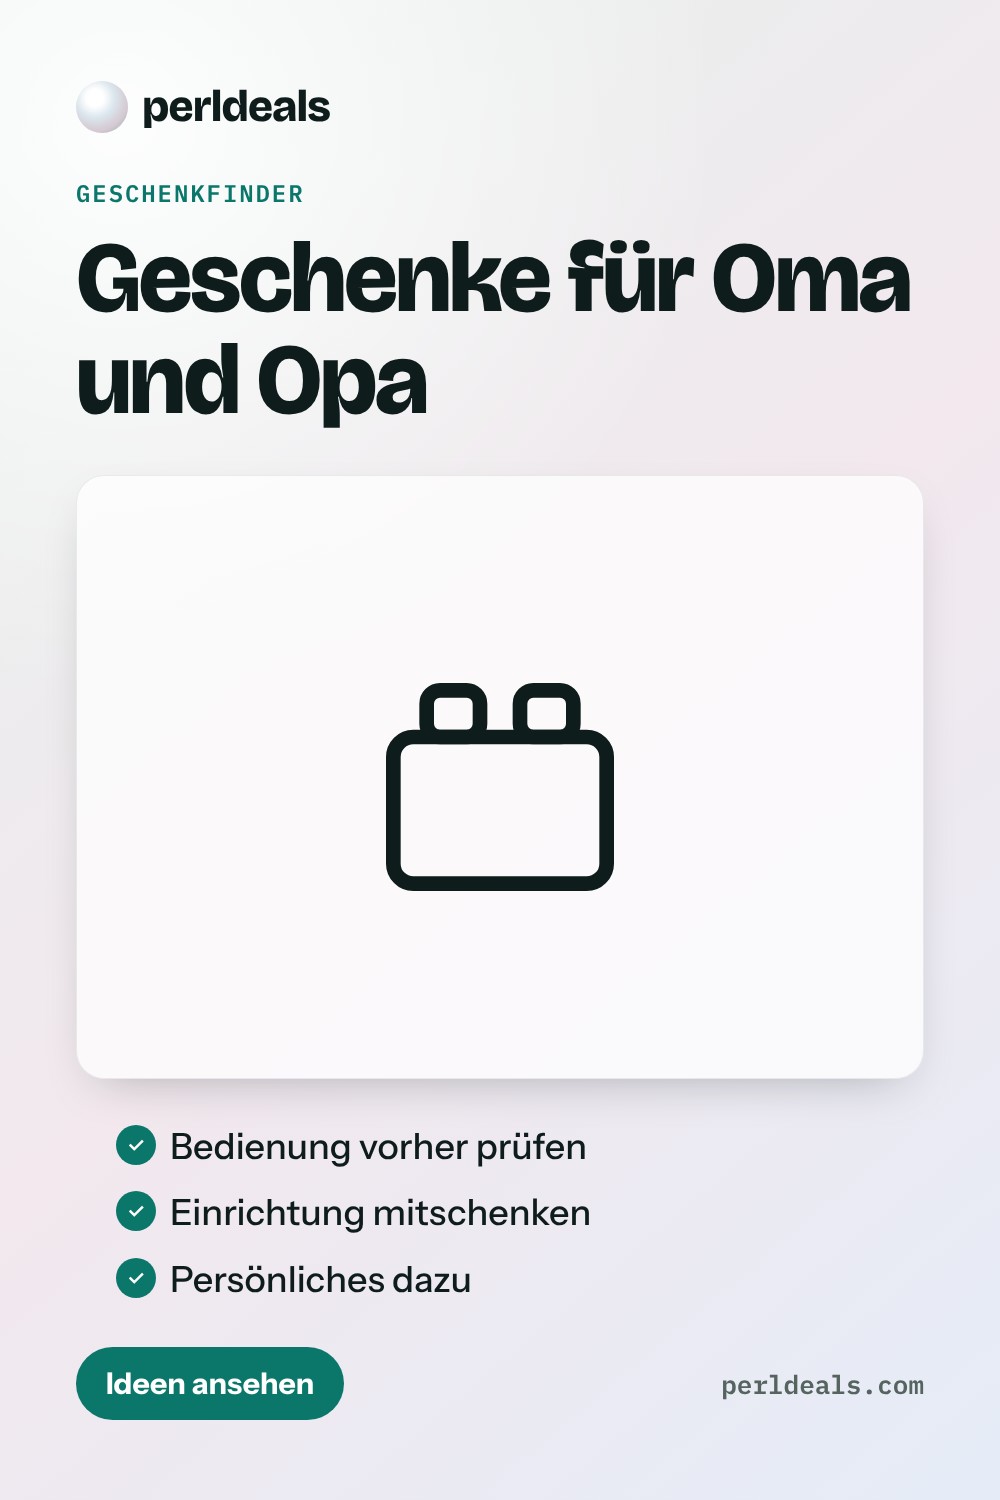 perldeals
GESCHENKFINDER
Geschenke für Oma
und Opa
Bedienung vorher prüfen
Einrichtung mitschenken
Persönliches dazu
Ideen ansehen
perldeals.com